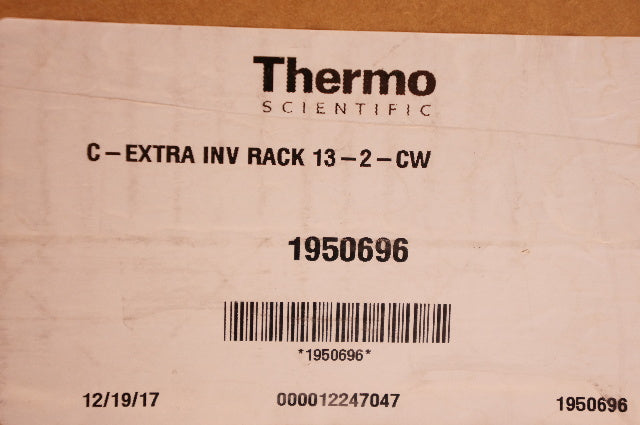 Thermo
SCIENTIFIC
C-EXTRA INV RACK 13-2-CW
1950696
*1950696*
12/19/17 000012247047 1950696